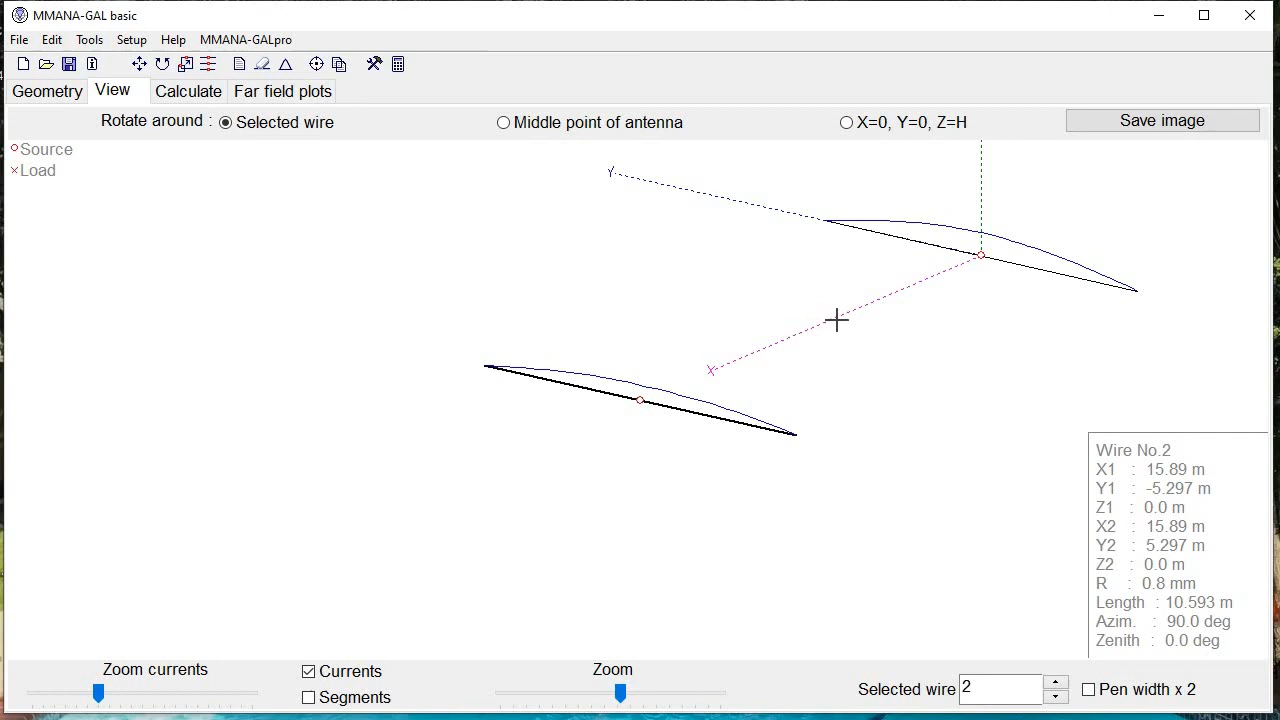 MMANA-GAL basic
File Edit Tools Setup Help MMANA-GALpro
Geometry View Calculate Far field plots
Rotate around : Selected wire Middle point of antenna X=0, Y=0, Z=H Save image
Source
Load
Y
X
Wire No.2
X1 : 15.89 m
Y1 : -5.297 m
Z1 : 0.0 m
X2 : 15.89 m
Y2 : 5.297 m
Z2 : 0.0 m
R : 0.8 mm
Length : 10.593 m
Azim. : 90.0 deg
Zenith : 0.0 deg
Zoom currents Currents Zoom
Segments Selected wire 2 Pen width x 2